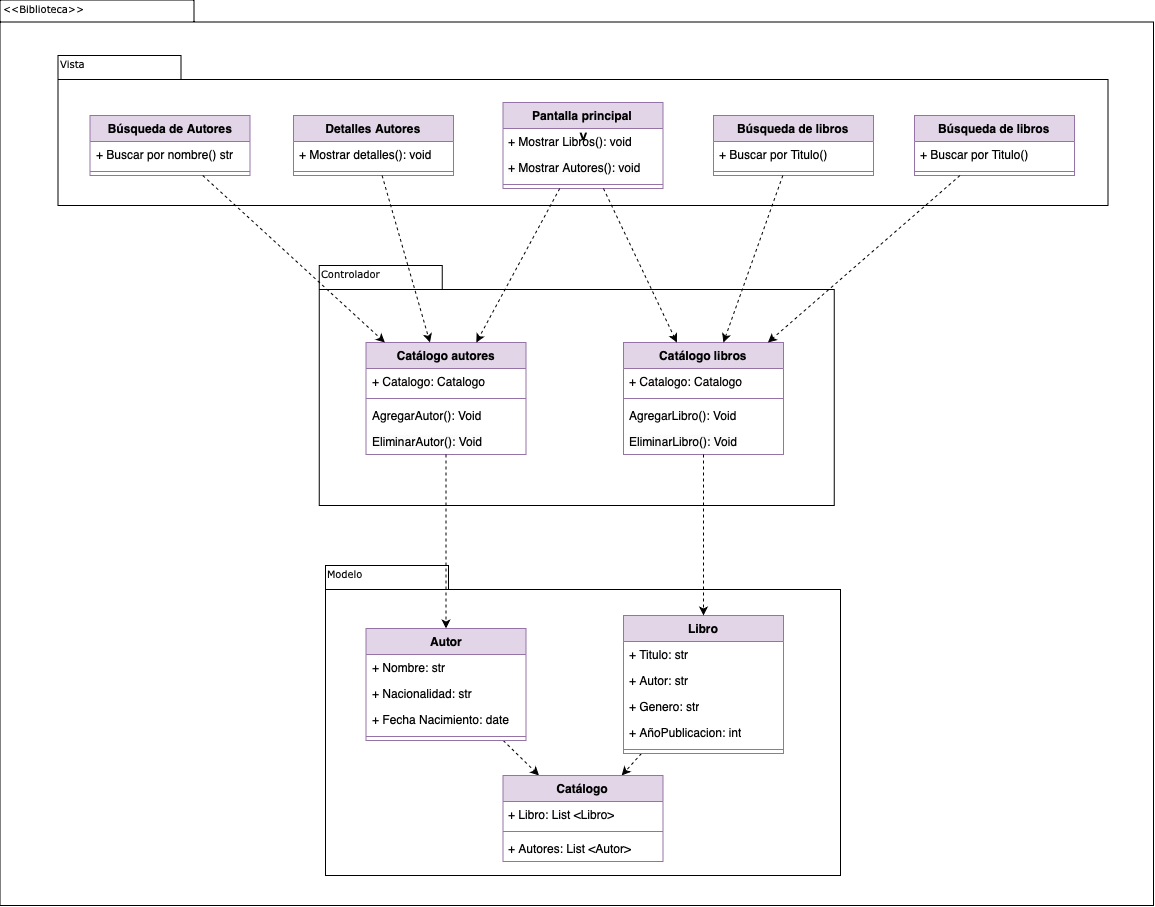 <<Biblioteca>>
Vista
Búsqueda de Autores
+ Buscar por nombre() str
Detalles Autores
+ Mostrar detalles(): void
Pantalla principal
v
+ Mostrar Libros(): void
+ Mostrar Autores(): void
Búsqueda de libros
+ Buscar por Titulo()
Búsqueda de libros
+ Buscar por Titulo()
Controlador
Catálogo autores
+ Catalogo: Catalogo
AgregarAutor(): Void
EliminarAutor(): Void
Catálogo libros
+ Catalogo: Catalogo
AgregarLibro(): Void
EliminarLibro(): Void
Modelo
Autor
+ Nombre: str
+ Nacionalidad: str
+ Fecha Nacimiento: date
Libro
+ Titulo: str
+ Autor: str
+ Genero: str
+ AñoPublicacion: int
Catálogo
+ Libro: List <Libro>
+ Autores: List <Autor>